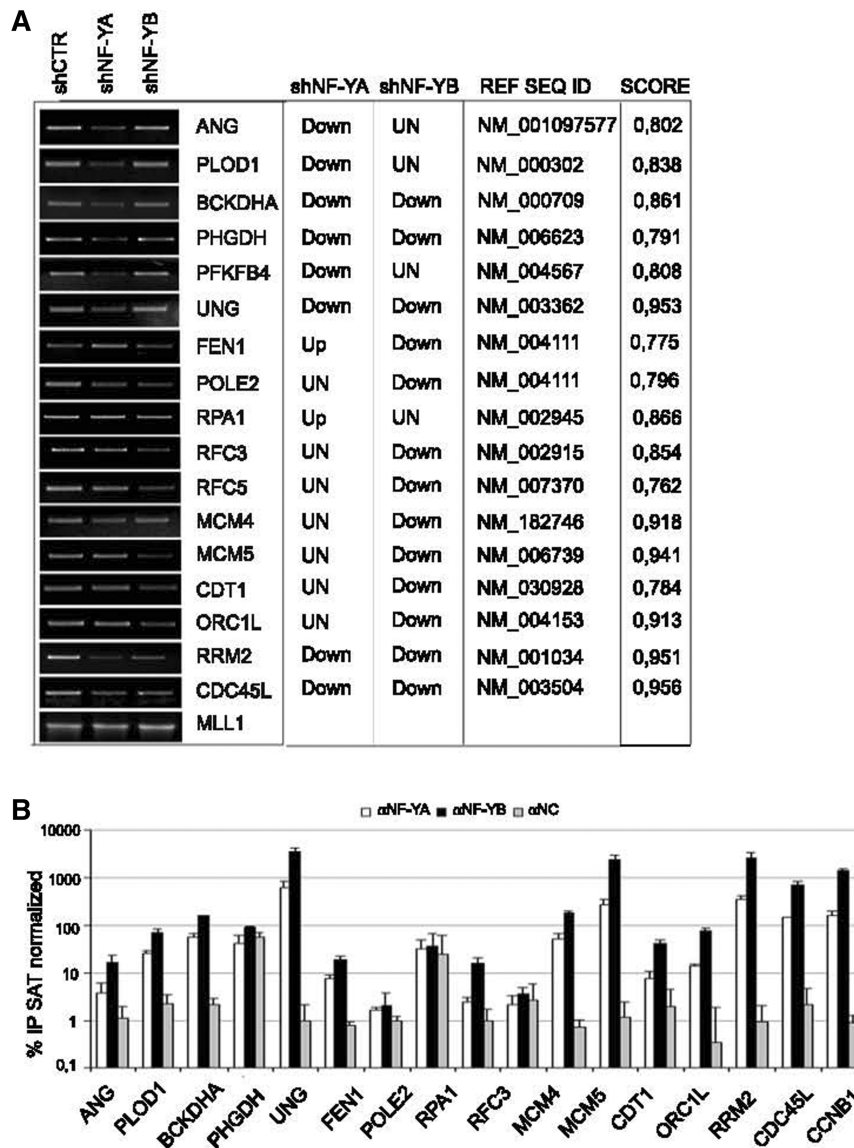 A
shCTR
shNF-YA
shNF-YB
shNF-YA shNF-YB REF SEQ ID SCORE
ANG Down UN NM_001097577 0,802
PLOD1 Down UN NM_000302 0,838
BCKDHA Down Down NM_000709 0,861
PHGDH Down Down NM_006623 0,791
PFKFB4 Down UN NM_004567 0,808
UNG Down Down NM_003362 0,953
FEN1 Up Down NM_004111 0,775
POLE2 UN Down NM_004111 0,796
RPA1 Up UN NM_002945 0,866
RFC3 UN Down NM_002915 0,854
RFC5 UN Down NM_007370 0,762
MCM4 UN Down NM_182746 0,918
MCM5 UN Down NM_006739 0,941
CDT1 UN Down NM_030928 0,784
ORC1L UN Down NM_004153 0,913
RRM2 Down Down NM_001034 0,951
CDC45L Down Down NM_003504 0,956
MLL1
B
αNF-YA αNF-YB αNC
% IP SAT normalized
10000
1000
100
10
1
0,1
ANG PLOD1 BCKDHA PHGDH UNG FEN1 POLE2 RPA1 RFC3 MCM4 MCM5 CDT1 ORC1L RRM2 CDC45L CCNB1